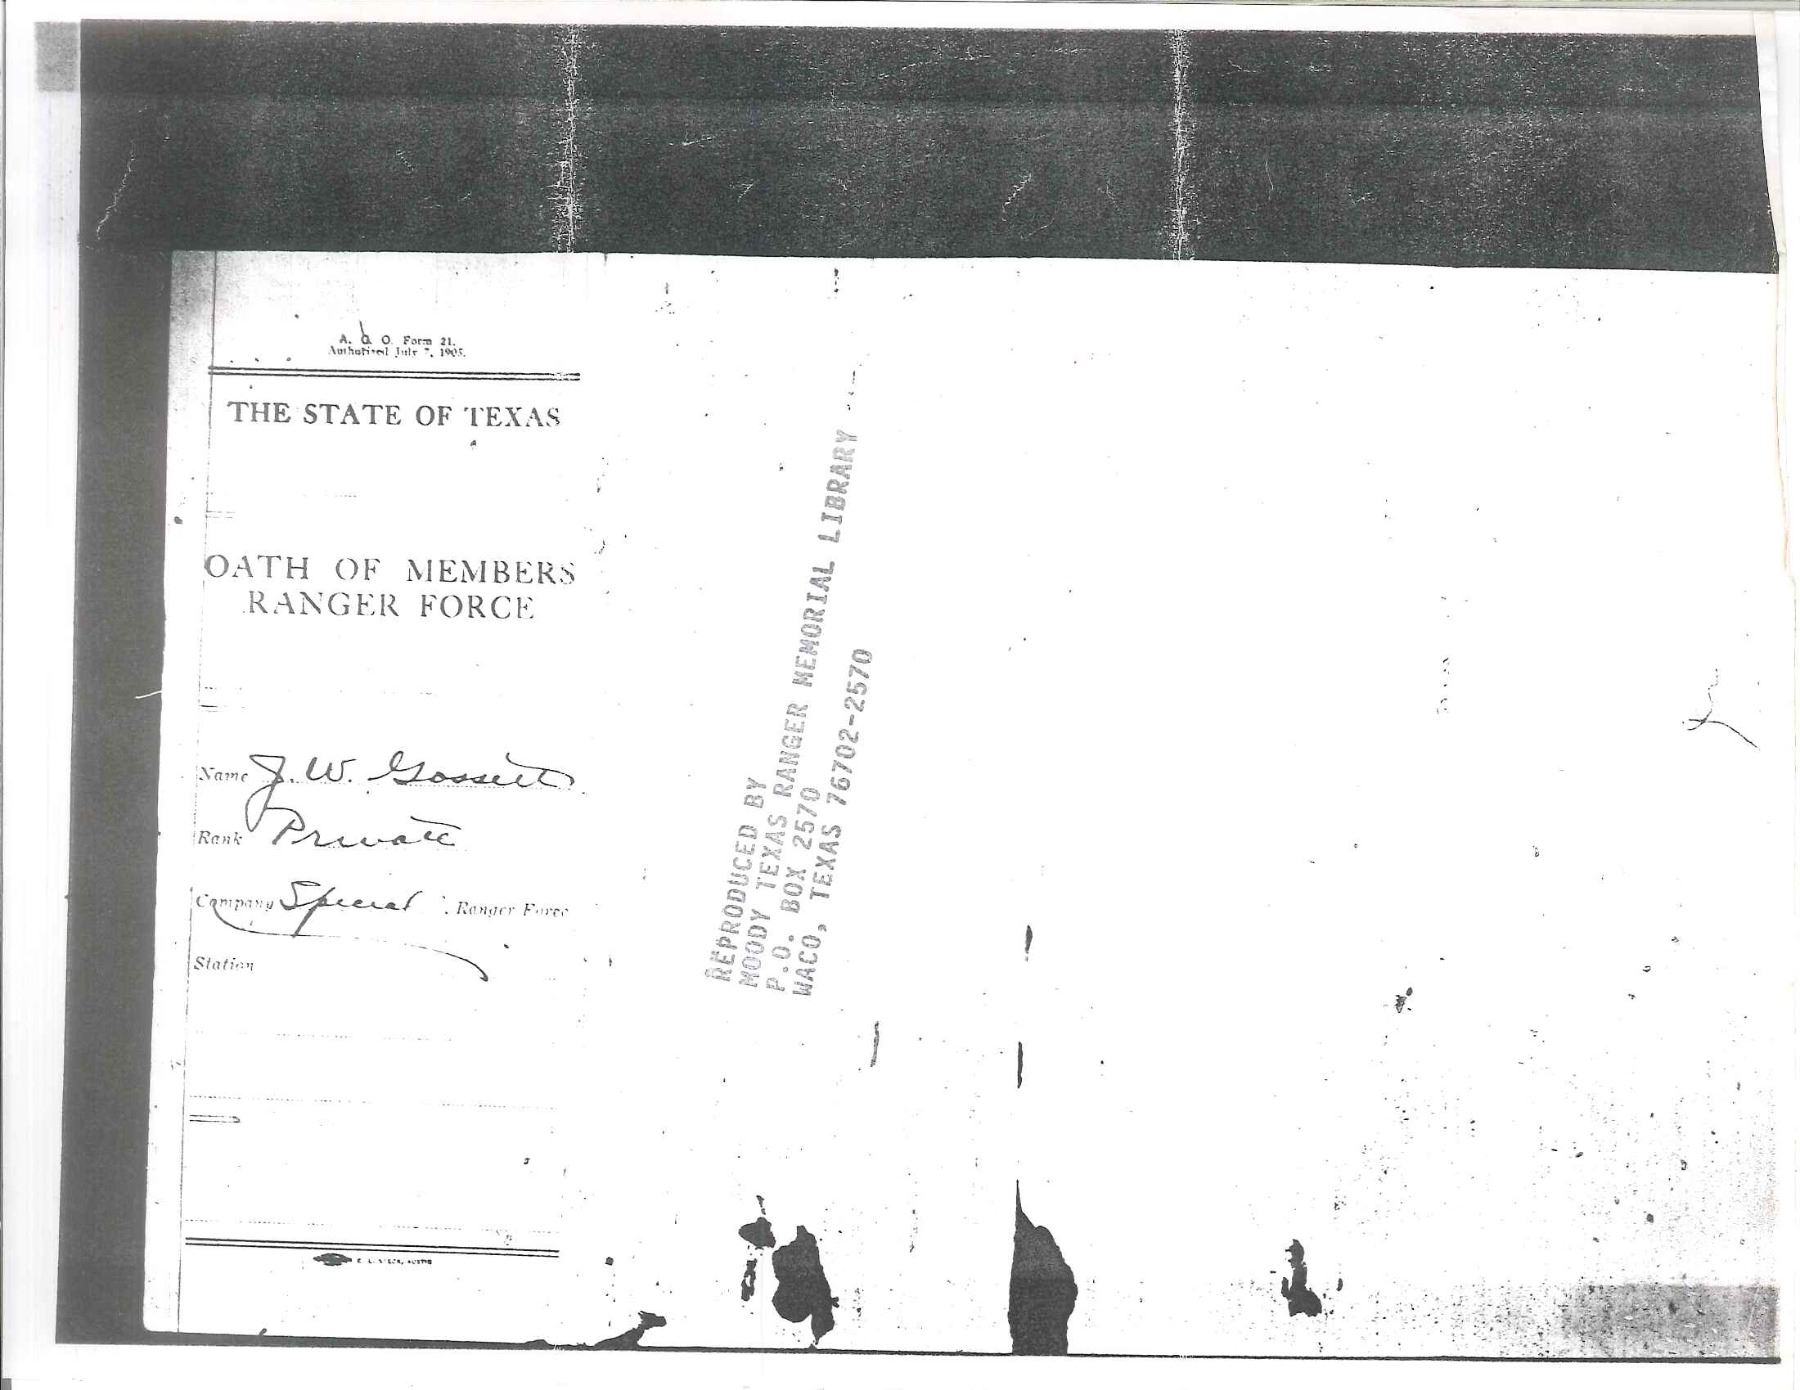 A. G. O. Form 21.
Authorized July 7, 1905.
THE STATE OF TEXAS
OATH OF MEMBERS
RANGER FORCE
Name J. W. Gossett
Rank Private
Company Special, Ranger Force
Station
REPRODUCED BY
MOODY TEXAS RANGER MEMORIAL LIBRARY
P.O. BOX 2570
WACO, TEXAS 76702-2570